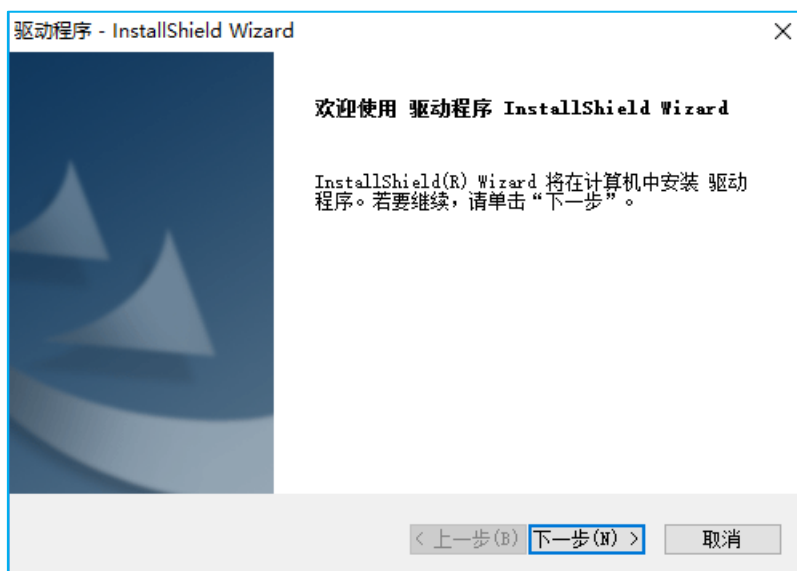 驱动程序 - InstallShield Wizard
欢迎使用 驱动程序 InstallShield Wizard
InstallShield(R) Wizard 将在计算机中安装 驱动
程序。若要继续，请单击“下一步”。
< 上一步(B) 下一步(N) > 取消